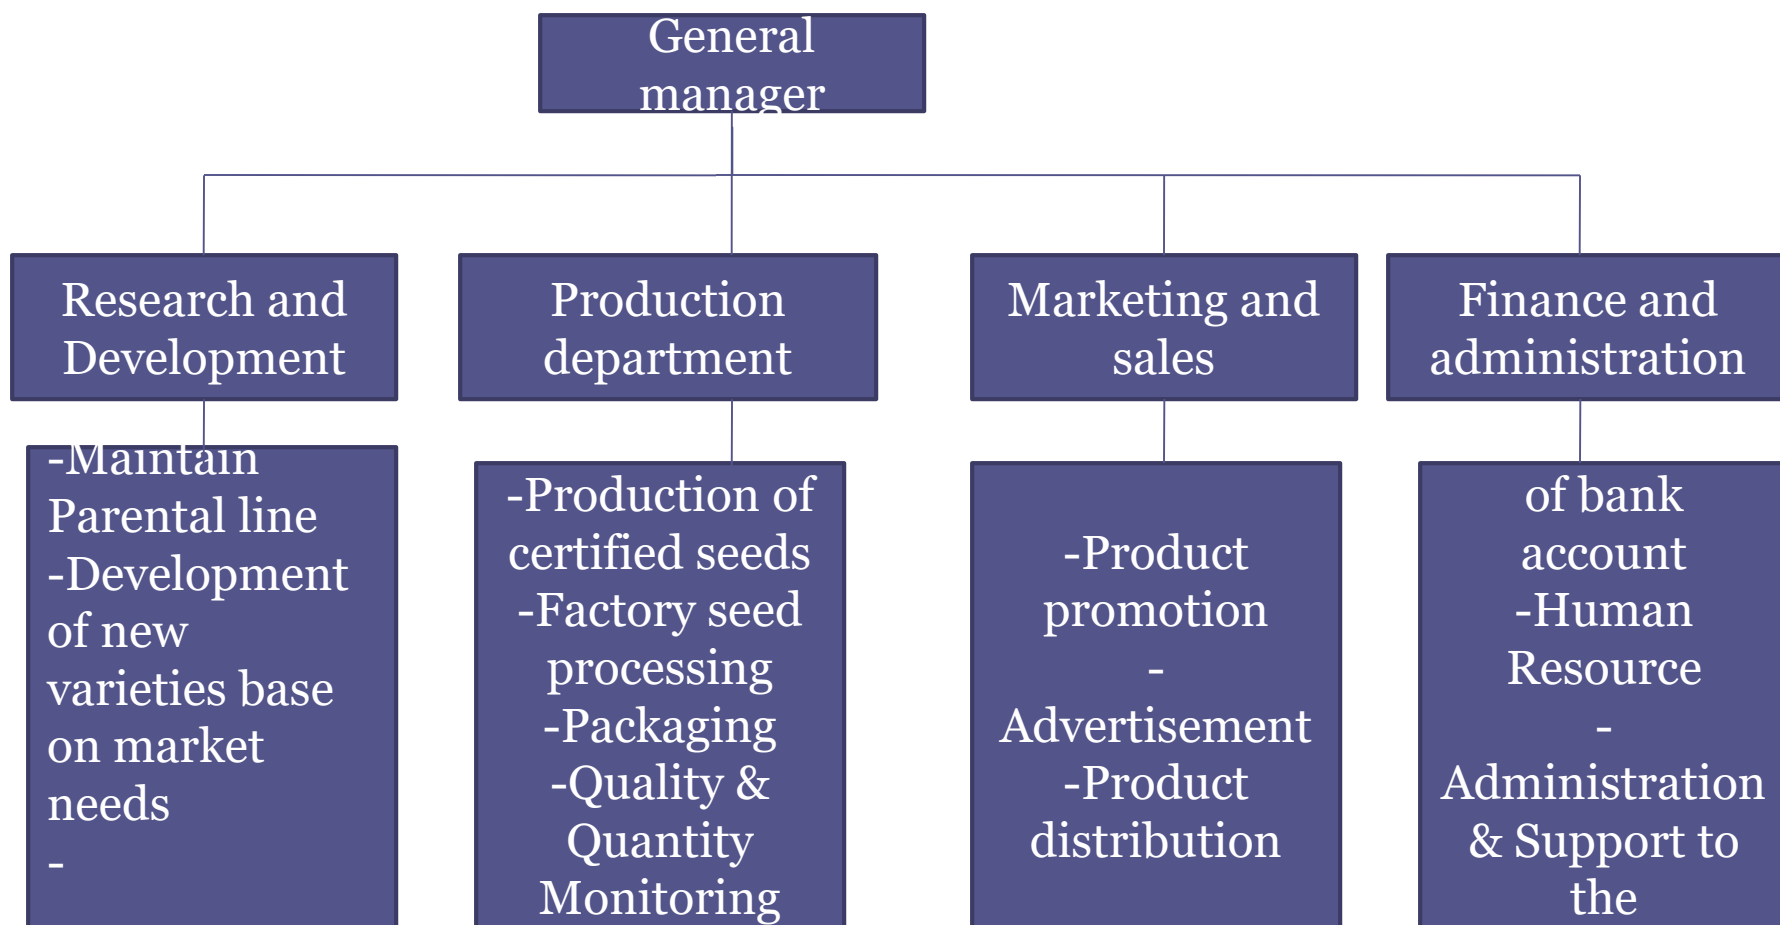 General
manager
Research and
Development
Production
department
Marketing and
sales
Finance and
administration
-Maintain
Parental line
-Development
of new
varieties base
on market
needs
-
-Production of
certified seeds
-Factory seed
processing
-Packaging
-Quality &
Quantity
Monitoring
-Product
promotion
-
Advertisement
-Product
distribution
of bank
account
-Human
Resource
-
Administration
& Support to
the